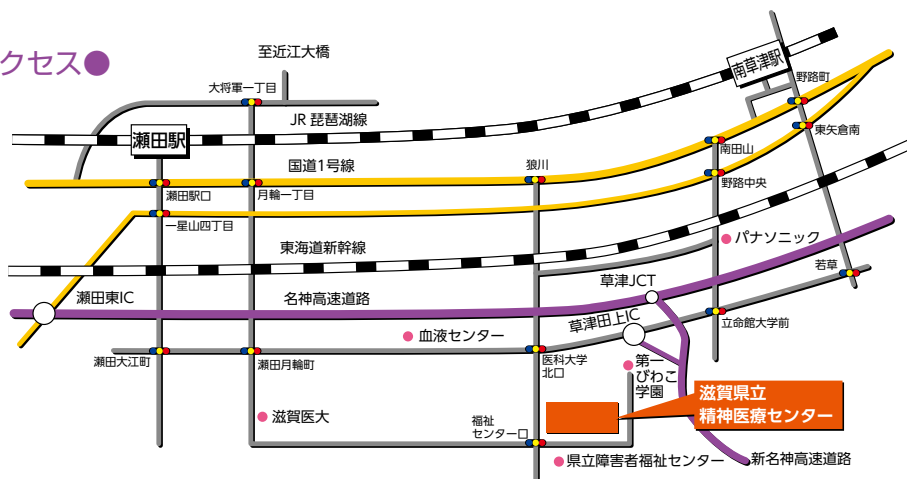 クセス●
至近江大橋
大将軍一丁目
JR 琵琶湖線
瀬田駅
南草津駅
野路町
東矢倉南
南田山
国道1号線
狼川
瀬田駅口
月輪一丁目
野路中央
一星山四丁目
東海道新幹線
パナソニック
若草
瀬田東IC
名神高速道路
草津JCT
草津田上IC
立命館大学前
血液センター
瀬田大江町
瀬田月輪町
医科大学
北口
第一
びわこ
学園
滋賀県立
精神医療センター
滋賀医大
福祉
センター口
県立障害者福祉センター
新名神高速道路